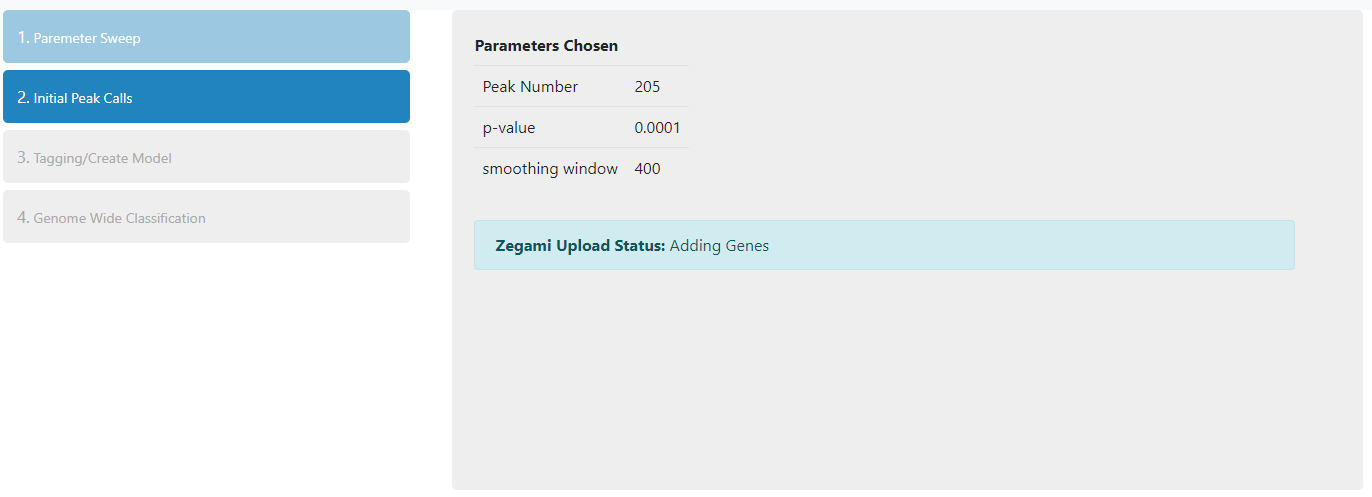 1. Paremeter Sweep
2. Initial Peak Calls
3. Tagging/Create Model
4. Genome Wide Classification
Parameters Chosen
Peak Number 205
p-value 0.0001
smoothing window 400
Zegami Upload Status: Adding Genes